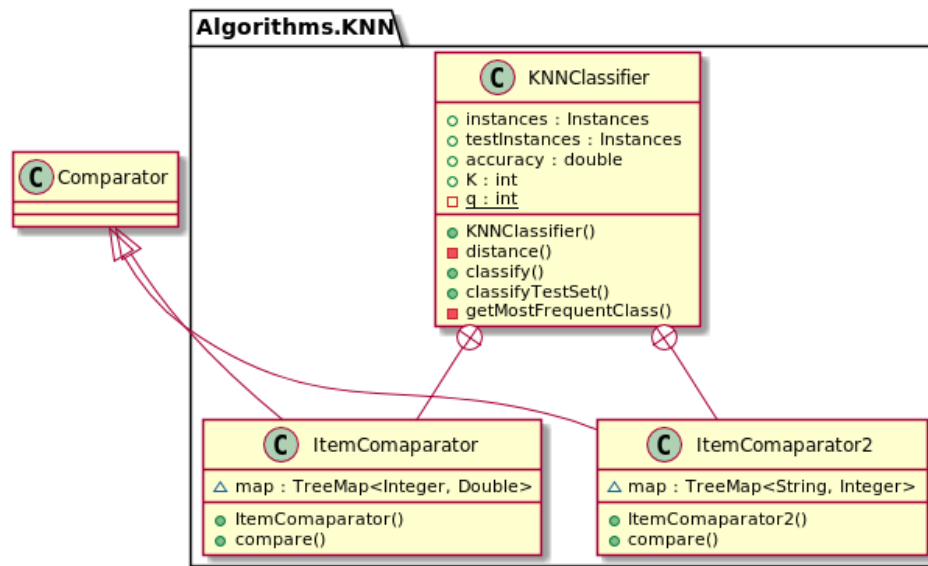 Algorithms.KNN
C KNNClassifier
instances : Instances
testInstances : Instances
accuracy : double
K : int
q : int
KNNClassifier()
distance()
classify()
classifyTestSet()
getMostFrequentClass()
C Comparator
C ItemComaparator
map : TreeMap<Integer, Double>
ItemComaparator()
compare()
C ItemComaparator2
map : TreeMap<String, Integer>
ItemComaparator2()
compare()